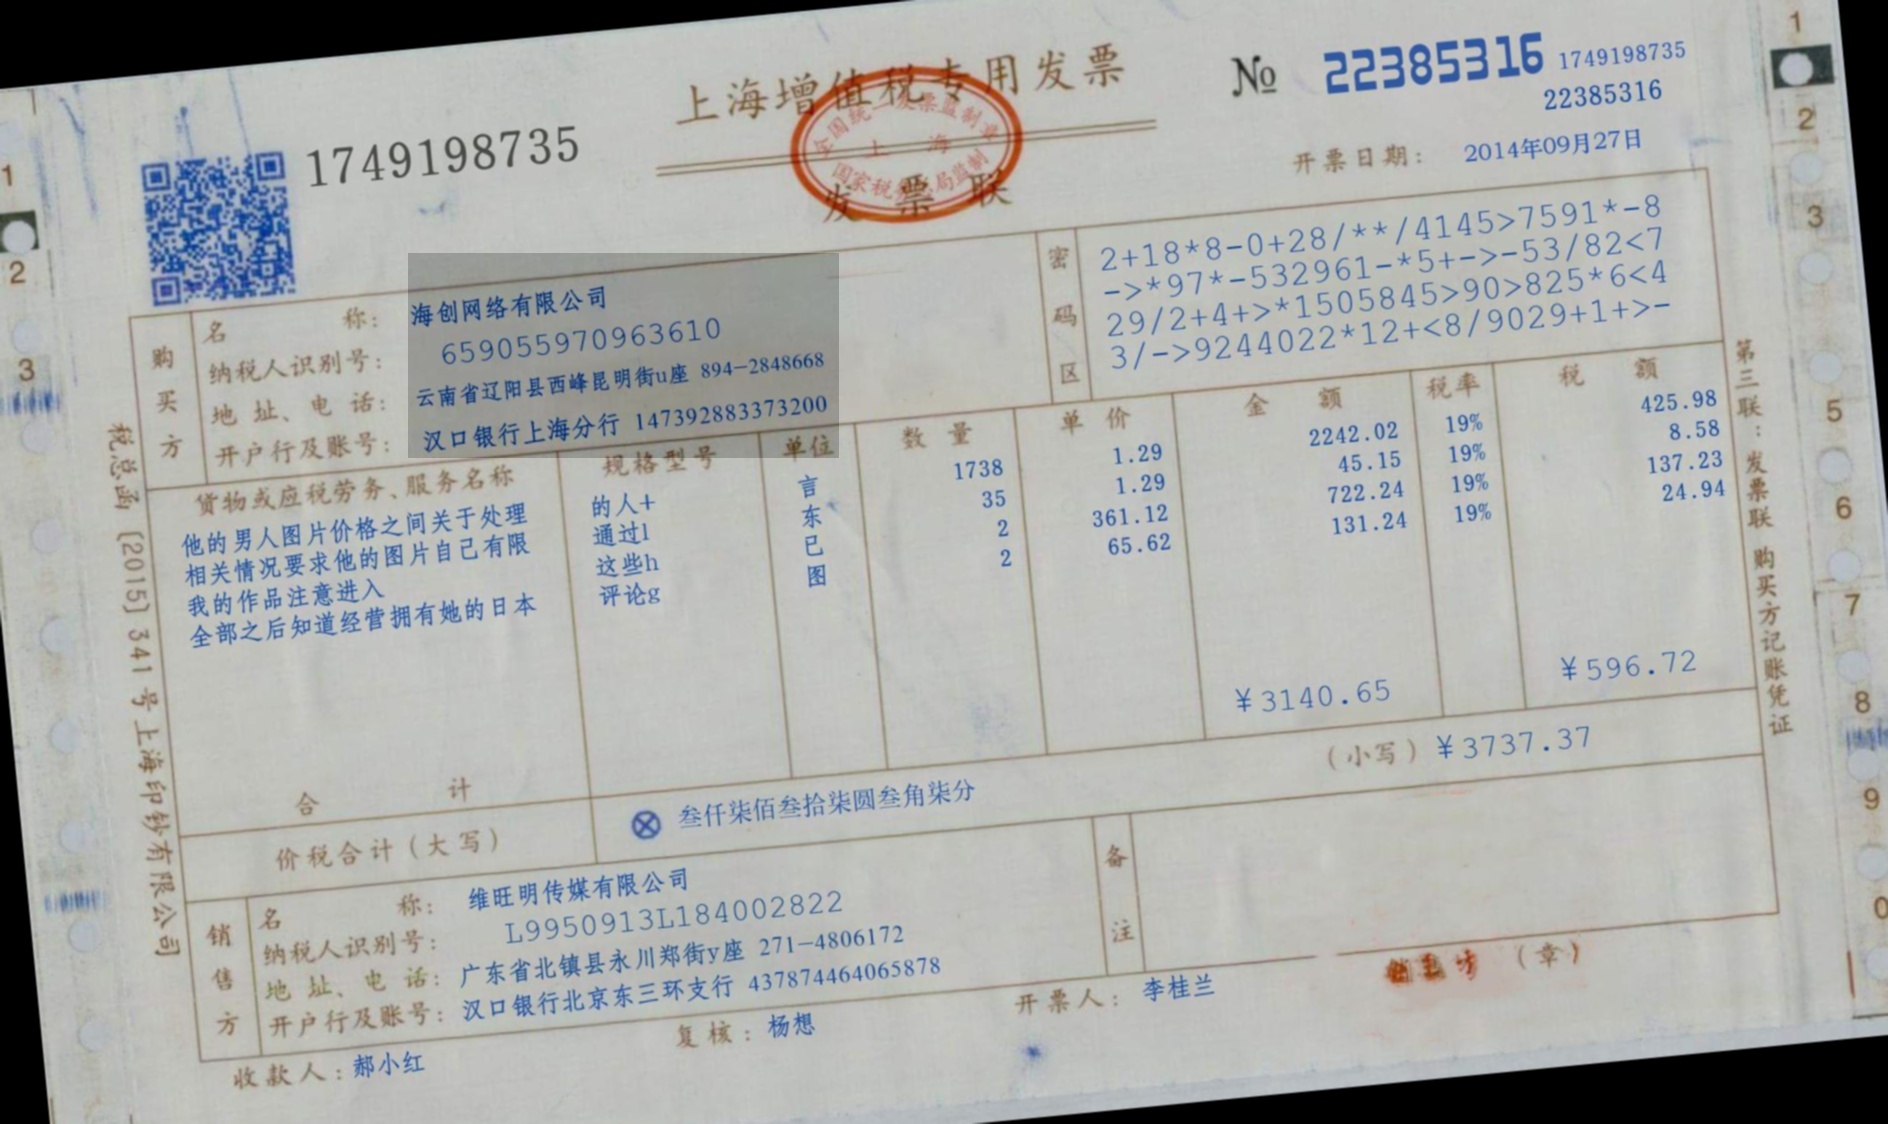 上海增值税专用发票
发票联
全国统一发票监制章
上海
国家税务总局监制
1749198735
№ 22385316 1749198735
22385316
开票日期: 2014年09月27日
购买方
名称: 海创网络有限公司
纳税人识别号: 659055970963610
地址、电话: 云南省辽阳县西峰昆明街u座 894-2848668
开户行及账号: 汉口银行上海分行 147392883373200
密码区
2+18*8-0+28/**/4145>7591*-8
->*97*-532961-*5+->-53/82<7
29/2+4+>*1505845>90>825*6<4
3/->9244022*12+<8/9029+1+>-
货物或应税劳务、服务名称 规格型号 单位 数量 单价 金额 税率 税额
他的男人图片价格之间关于处理 的人+ 言 1738 1.29 2242.02 19% 425.98
相关情况要求他的图片自己有限 通过l 东 35 1.29 45.15 19% 8.58
我的作品注意进入 这些h 已 2 361.12 722.24 19% 137.23
全部之后知道经营拥有她的日本 评论g 图 2 65.62 131.24 19% 24.94
合计 ¥3140.65 ¥596.72
价税合计(大写) ⊗ 叁仟柒佰叁拾柒圆叁角柒分 (小写) ¥3737.37
销售方
名称: 维旺明传媒有限公司
纳税人识别号: L9950913L184002822
地址、电话: 广东省北镇县永川郑街y座 271-4806172
开户行及账号: 汉口银行北京东三环支行 437874464065878
备注
收款人: 郝小红 复核: 杨想 开票人: 李桂兰 (章)
税总函[2015]341号上海印钞有限公司
第三联:发票联 购买方记账凭证
1
2
3
1
2
3
5
6
7
8
9
0